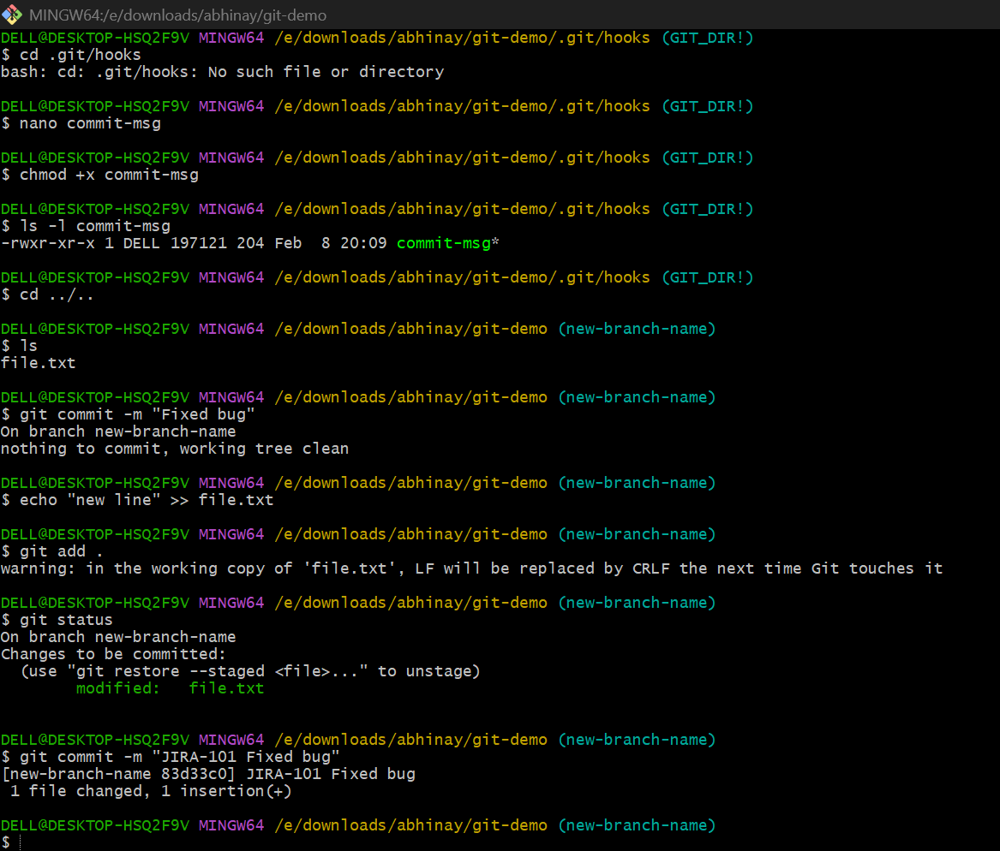 MINGW64:/e/downloads/abhinay/git-demo
DELL@DESKTOP-HSQ2F9V MINGW64 /e/downloads/abhinay/git-demo/.git/hooks (GIT_DIR!)
$ cd .git/hooks
bash: cd: .git/hooks: No such file or directory
DELL@DESKTOP-HSQ2F9V MINGW64 /e/downloads/abhinay/git-demo/.git/hooks (GIT_DIR!)
$ nano commit-msg
DELL@DESKTOP-HSQ2F9V MINGW64 /e/downloads/abhinay/git-demo/.git/hooks (GIT_DIR!)
$ chmod +x commit-msg
DELL@DESKTOP-HSQ2F9V MINGW64 /e/downloads/abhinay/git-demo/.git/hooks (GIT_DIR!)
$ ls -l commit-msg
-rwxr-xr-x 1 DELL 197121 204 Feb  8 20:09 commit-msg*
DELL@DESKTOP-HSQ2F9V MINGW64 /e/downloads/abhinay/git-demo/.git/hooks (GIT_DIR!)
$ cd ../..
DELL@DESKTOP-HSQ2F9V MINGW64 /e/downloads/abhinay/git-demo (new-branch-name)
$ ls
file.txt
DELL@DESKTOP-HSQ2F9V MINGW64 /e/downloads/abhinay/git-demo (new-branch-name)
$ git commit -m "Fixed bug"
On branch new-branch-name
nothing to commit, working tree clean
DELL@DESKTOP-HSQ2F9V MINGW64 /e/downloads/abhinay/git-demo (new-branch-name)
$ echo "new line" >> file.txt
DELL@DESKTOP-HSQ2F9V MINGW64 /e/downloads/abhinay/git-demo (new-branch-name)
$ git add .
warning: in the working copy of 'file.txt', LF will be replaced by CRLF the next time Git touches it
DELL@DESKTOP-HSQ2F9V MINGW64 /e/downloads/abhinay/git-demo (new-branch-name)
$ git status
On branch new-branch-name
Changes to be committed:
  (use "git restore --staged <file>..." to unstage)
        modified:   file.txt
DELL@DESKTOP-HSQ2F9V MINGW64 /e/downloads/abhinay/git-demo (new-branch-name)
$ git commit -m "JIRA-101 Fixed bug"
[new-branch-name 83d33c0] JIRA-101 Fixed bug
 1 file changed, 1 insertion(+)
DELL@DESKTOP-HSQ2F9V MINGW64 /e/downloads/abhinay/git-demo (new-branch-name)
$